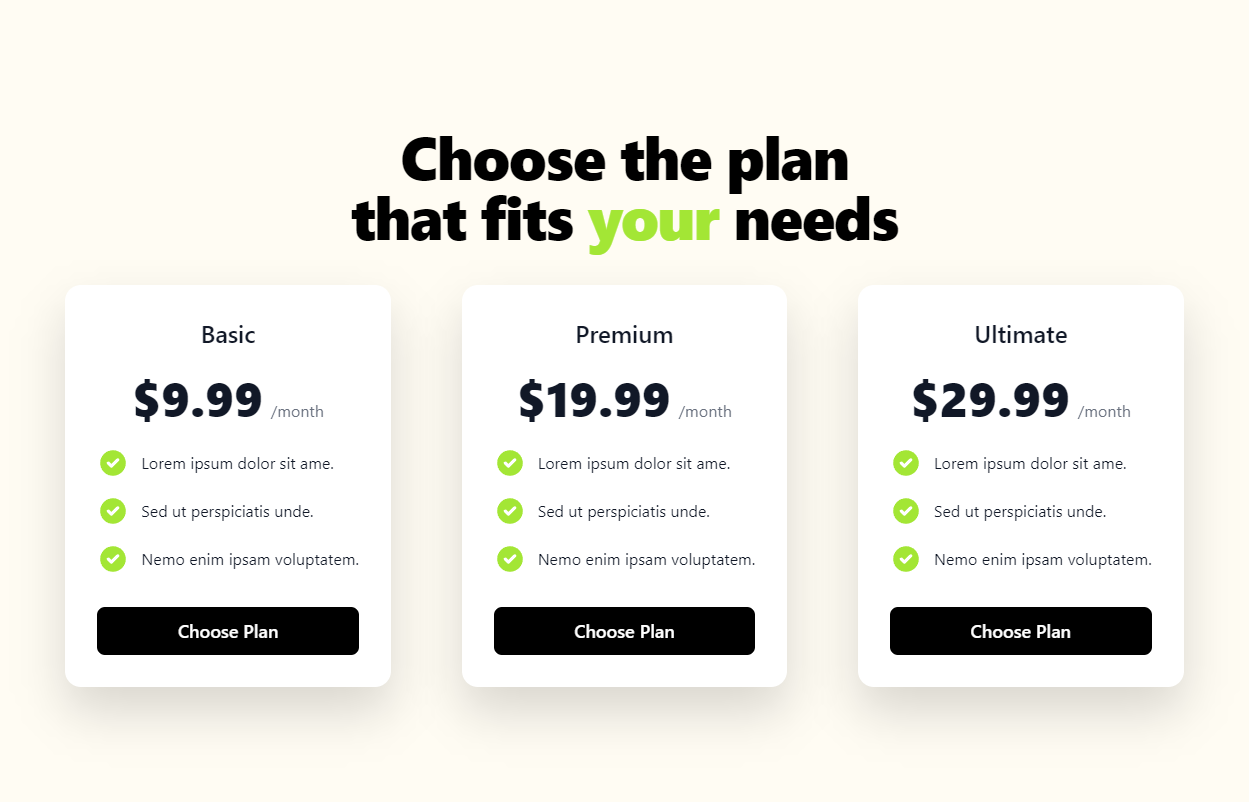 Choose the plan
that fits your needs
Basic
$9.99 /month
Lorem ipsum dolor sit ame.
Sed ut perspiciatis unde.
Nemo enim ipsam voluptatem.
Choose Plan
Premium
$19.99 /month
Lorem ipsum dolor sit ame.
Sed ut perspiciatis unde.
Nemo enim ipsam voluptatem.
Choose Plan
Ultimate
$29.99 /month
Lorem ipsum dolor sit ame.
Sed ut perspiciatis unde.
Nemo enim ipsam voluptatem.
Choose Plan